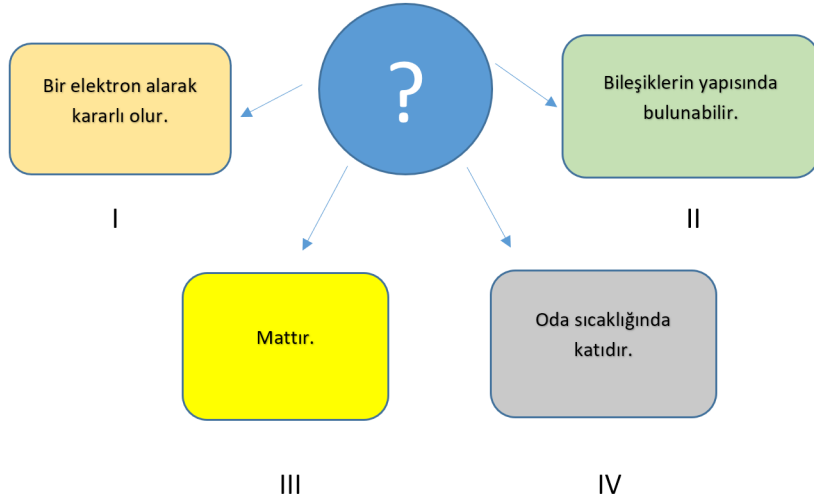 ?
Bir elektron alarak
kararlı olur.
Bileşiklerin yapısında
bulunabilir.
I
II
Mattır.
Oda sıcaklığında
katıdır.
III
IV